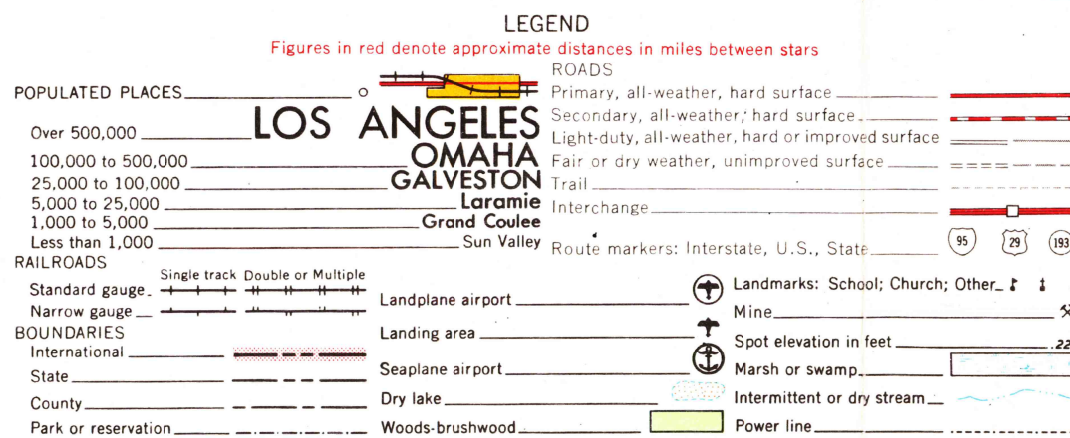 LEGEND
Figures in red denote approximate distances in miles between stars
POPULATED PLACES
Over 500,000 LOS ANGELES
100,000 to 500,000 OMAHA
25,000 to 100,000 GALVESTON
5,000 to 25,000 Laramie
1,000 to 5,000 Grand Coulee
Less than 1,000 Sun Valley
ROADS
Primary, all-weather, hard surface
Secondary, all-weather, hard surface
Light-duty, all-weather, hard or improved surface
Fair or dry weather, unimproved surface
Trail
Interchange
Route markers: Interstate, U.S., State 95 29 193
RAILROADS
Single track Double or Multiple
Standard gauge
Narrow gauge
BOUNDARIES
International
State
County
Park or reservation
Landplane airport
Landing area
Seaplane airport
Dry lake
Woods-brushwood
Landmarks: School; Church; Other
Mine
Spot elevation in feet
Marsh or swamp
Intermittent or dry stream
Power line